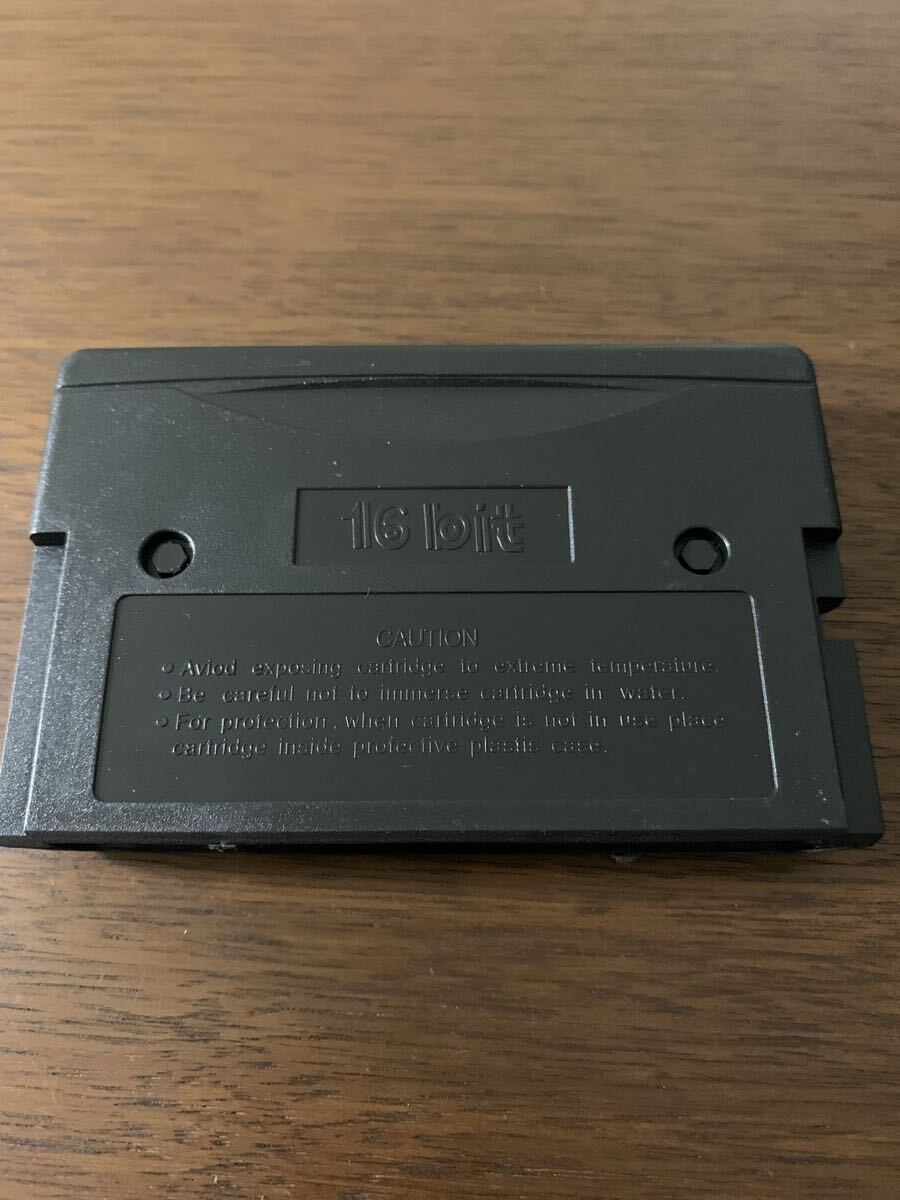 16 bit
CAUTION
• Aviod exposing cartridge to extreme temperature.
• Be careful not to immerse cartridge in water.
• For protection, when cartridge is not in use place
cartridge inside profective plastis case.